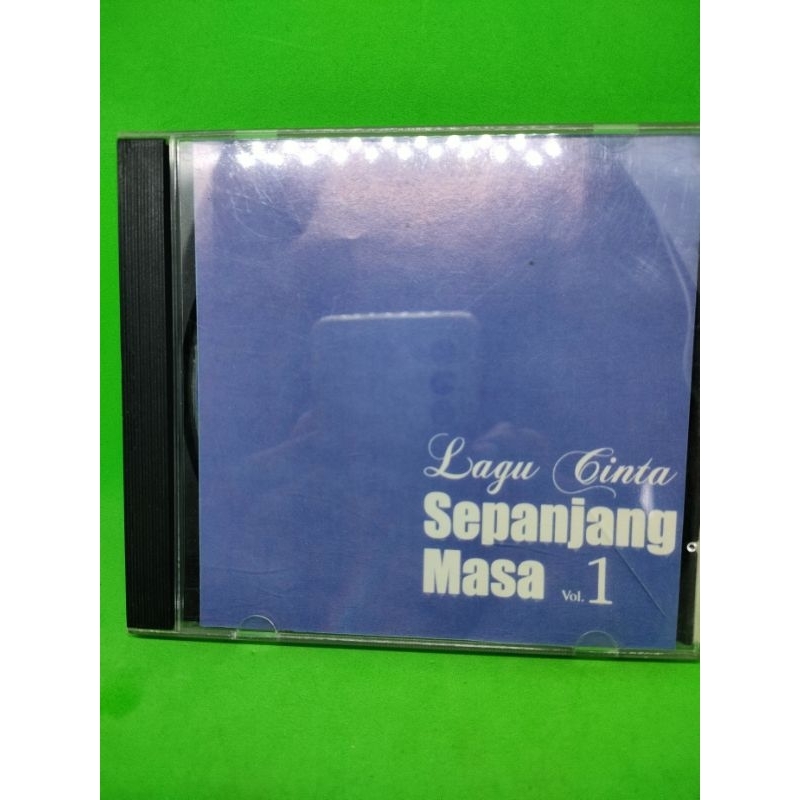 Lagu Cinta
Sepanjang
Masa Vol. 1